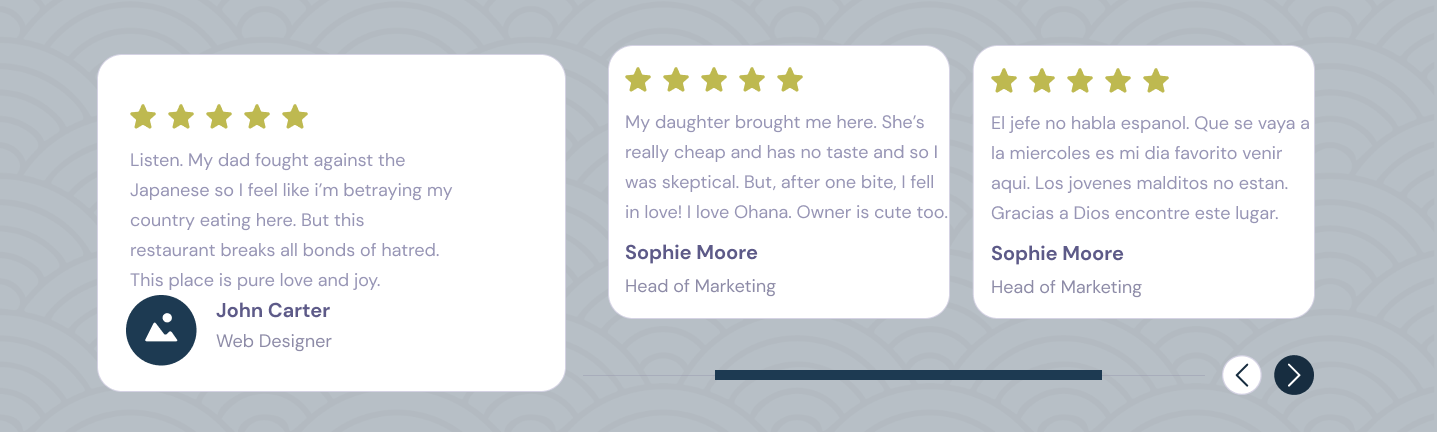 Listen. My dad fought against the
Japanese so I feel like i’m betraying my
country eating here. But this
restaurant breaks all bonds of hatred.
This place is pure love and joy.
John Carter
Web Designer
My daughter brought me here. She’s
really cheap and has no taste and so I
was skeptical. But, after one bite, I fell
in love! I love Ohana. Owner is cute too.
Sophie Moore
Head of Marketing
El jefe no habla espanol. Que se vaya a
la miercoles es mi dia favorito venir
aqui. Los jovenes malditos no estan.
Gracias a Dios encontre este lugar.
Sophie Moore
Head of Marketing